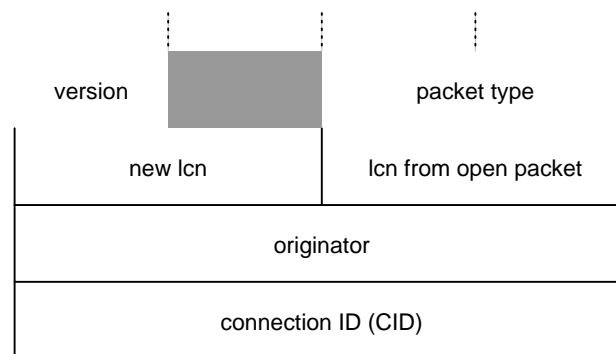 version packet type
new lcn lcn from open packet
originator
connection ID (CID)